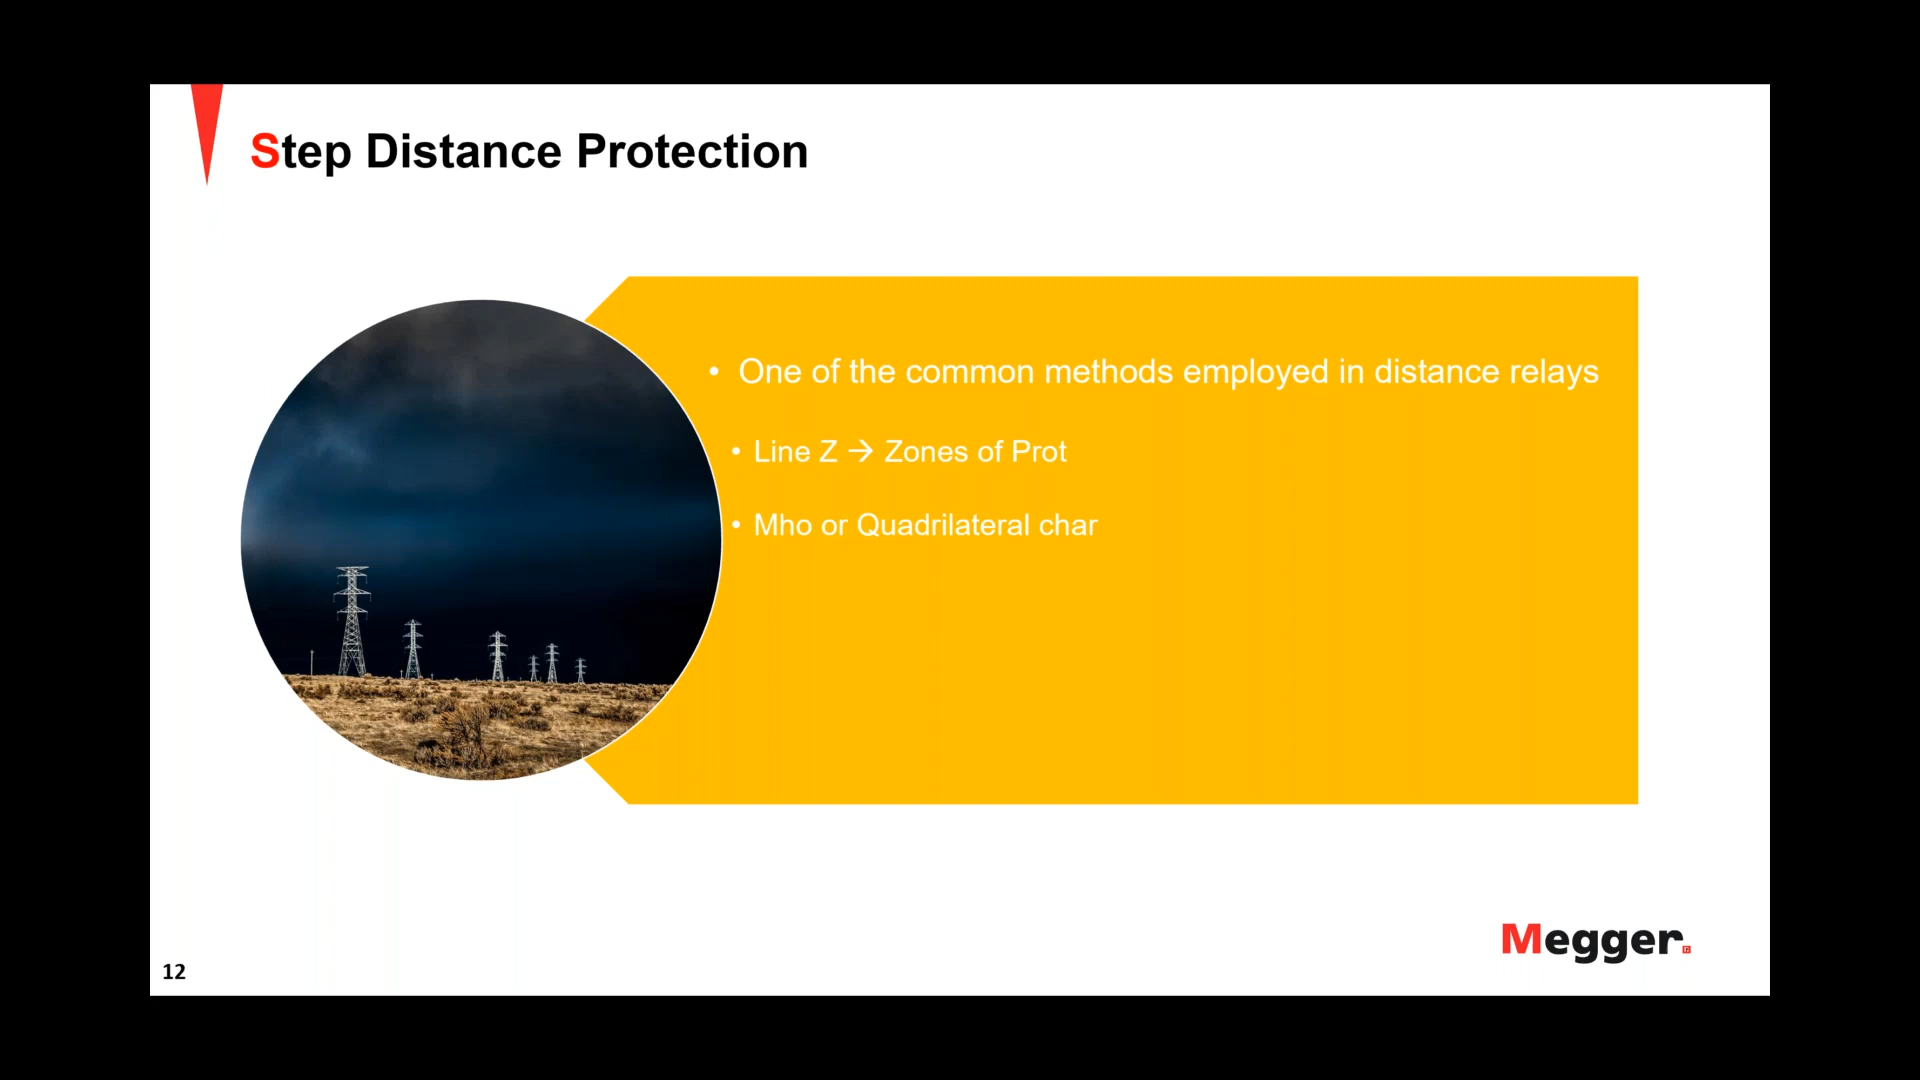 Step Distance Protection
• One of the common methods employed in distance relays
• Line Z → Zones of Prot
• Mho or Quadrilateral char
Megger.
12